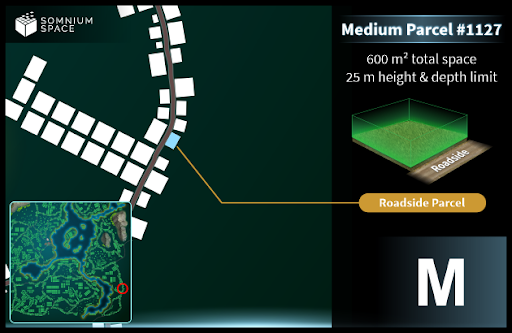 SOMNIUM
SPACE
Medium Parcel #1127
600 m² total space
25 m height & depth limit
Roadside
Roadside Parcel
M